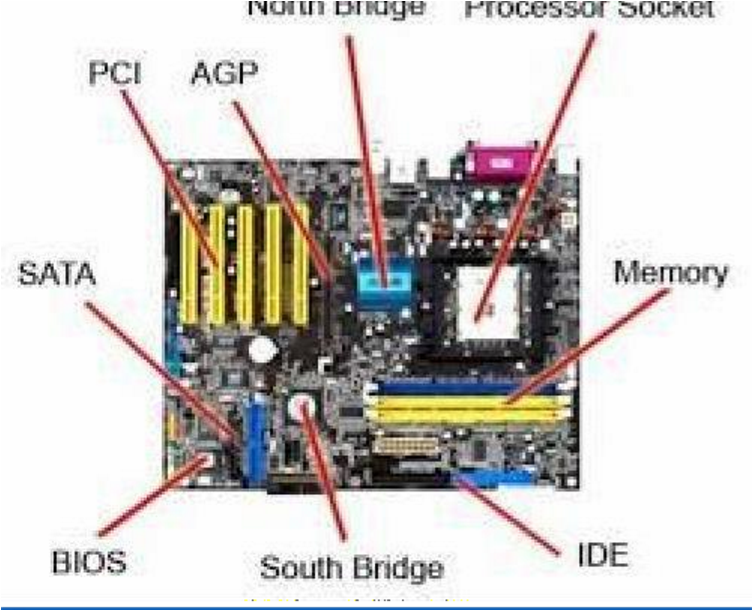 North Bridge Processor Socket
PCI AGP
SATA
Memory
BIOS
South Bridge
IDE